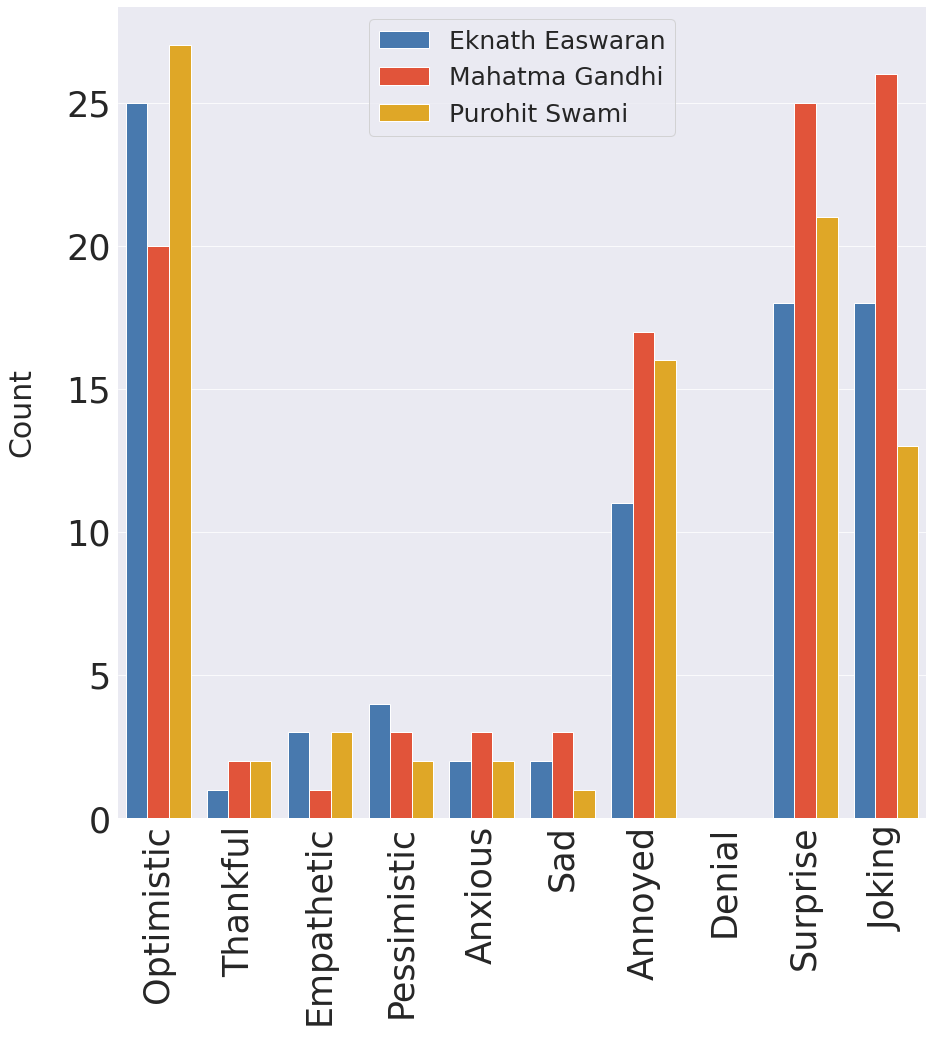 Eknath Easwaran
Mahatma Gandhi
Purohit Swami
Count
25
20
15
10
5
0
Optimistic
Thankful
Empathetic
Pessimistic
Anxious
Sad
Annoyed
Denial
Surprise
Joking